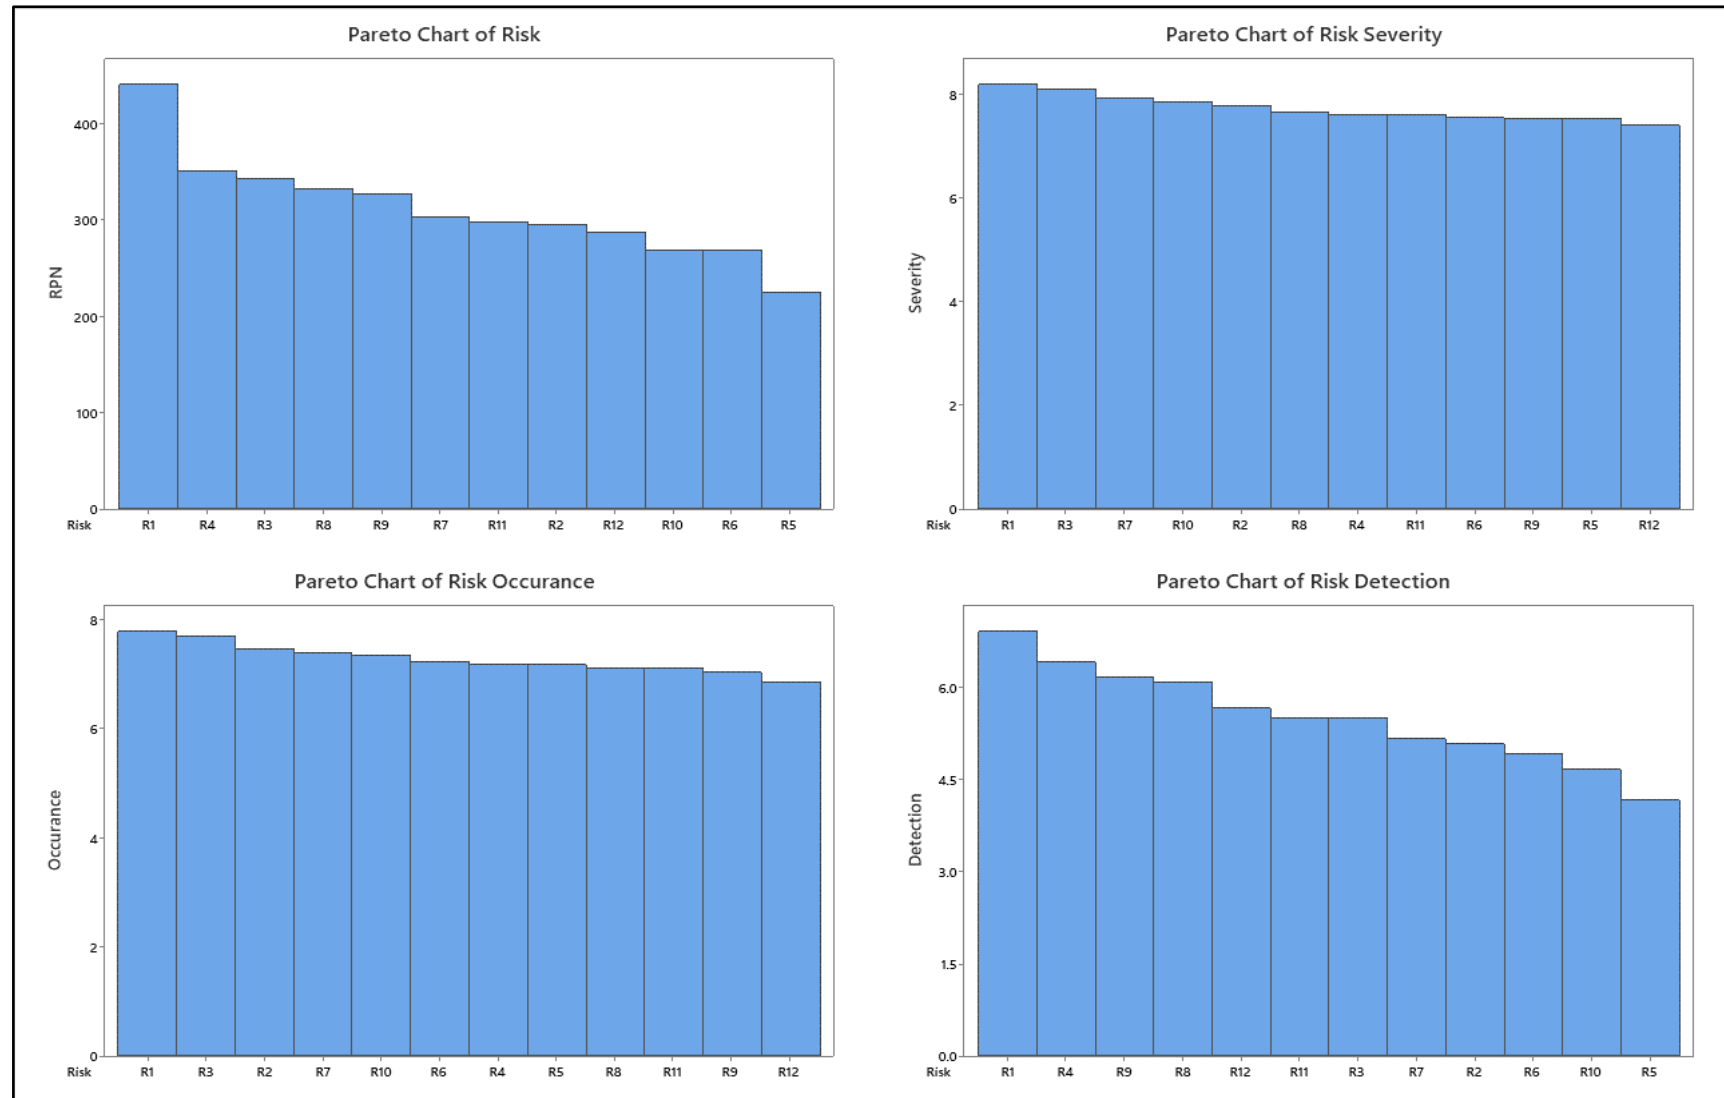 Pareto Chart of Risk
400
300
200
100
0
RPN
Risk R1 R4 R3 R8 R9 R7 R11 R2 R12 R10 R6 R5
Pareto Chart of Risk Severity
8
6
4
2
0
Severity
Risk R1 R3 R7 R10 R2 R8 R4 R11 R6 R9 R5 R12
Pareto Chart of Risk Occurance
8
6
4
2
0
Occurance
Risk R1 R3 R2 R7 R10 R6 R4 R5 R8 R11 R9 R12
Pareto Chart of Risk Detection
6.0
4.5
3.0
1.5
0.0
Detection
Risk R1 R4 R9 R8 R12 R11 R3 R7 R2 R6 R10 R5